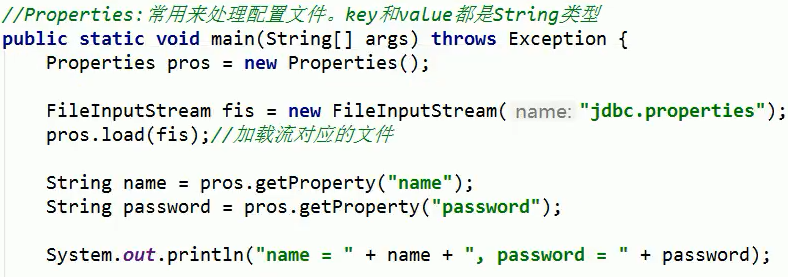 //Properties:常用来处理配置文件。key和value都是String类型
public static void main(String[] args) throws Exception {
    Properties pros = new Properties();
    FileInputStream fis = new FileInputStream( name: "jdbc.properties");
    pros.load(fis);//加载流对应的文件
    String name = pros.getProperty("name");
    String password = pros.getProperty("password");
    System.out.println("name = " + name + ", password = " + password);